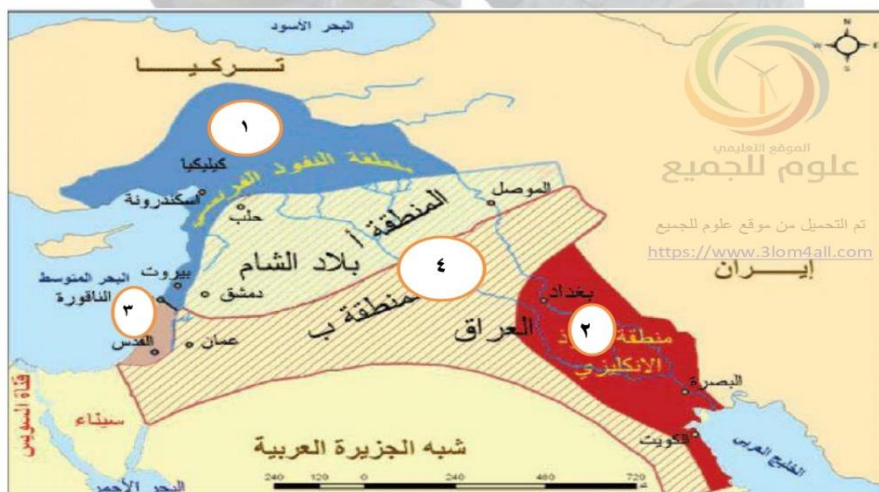 البحر الأسود
N
W E
S
تركيا
١
كيليكيا
منطقة النفوذ الفرنسي
اسكندرونة
حلب
الموصل
المنطقة أ
بلاد الشام
٤
البحر المتوسط
بيروت
الناقورة
دمشق
٣
القدس
عمان
منطقة ب
العراق
بغداد
٢
منطقة
الانكليزي
البصرة
الكويت
الخليج العربي
إيران
قناة السويس
سيناء
شبه الجزيرة العربية
البحر الأحمر
240 120 0 240 480 720
الموقع التعليمي
علوم للجميع
تم التحميل من موقع علوم للجميع
https://www.3lom4all.com